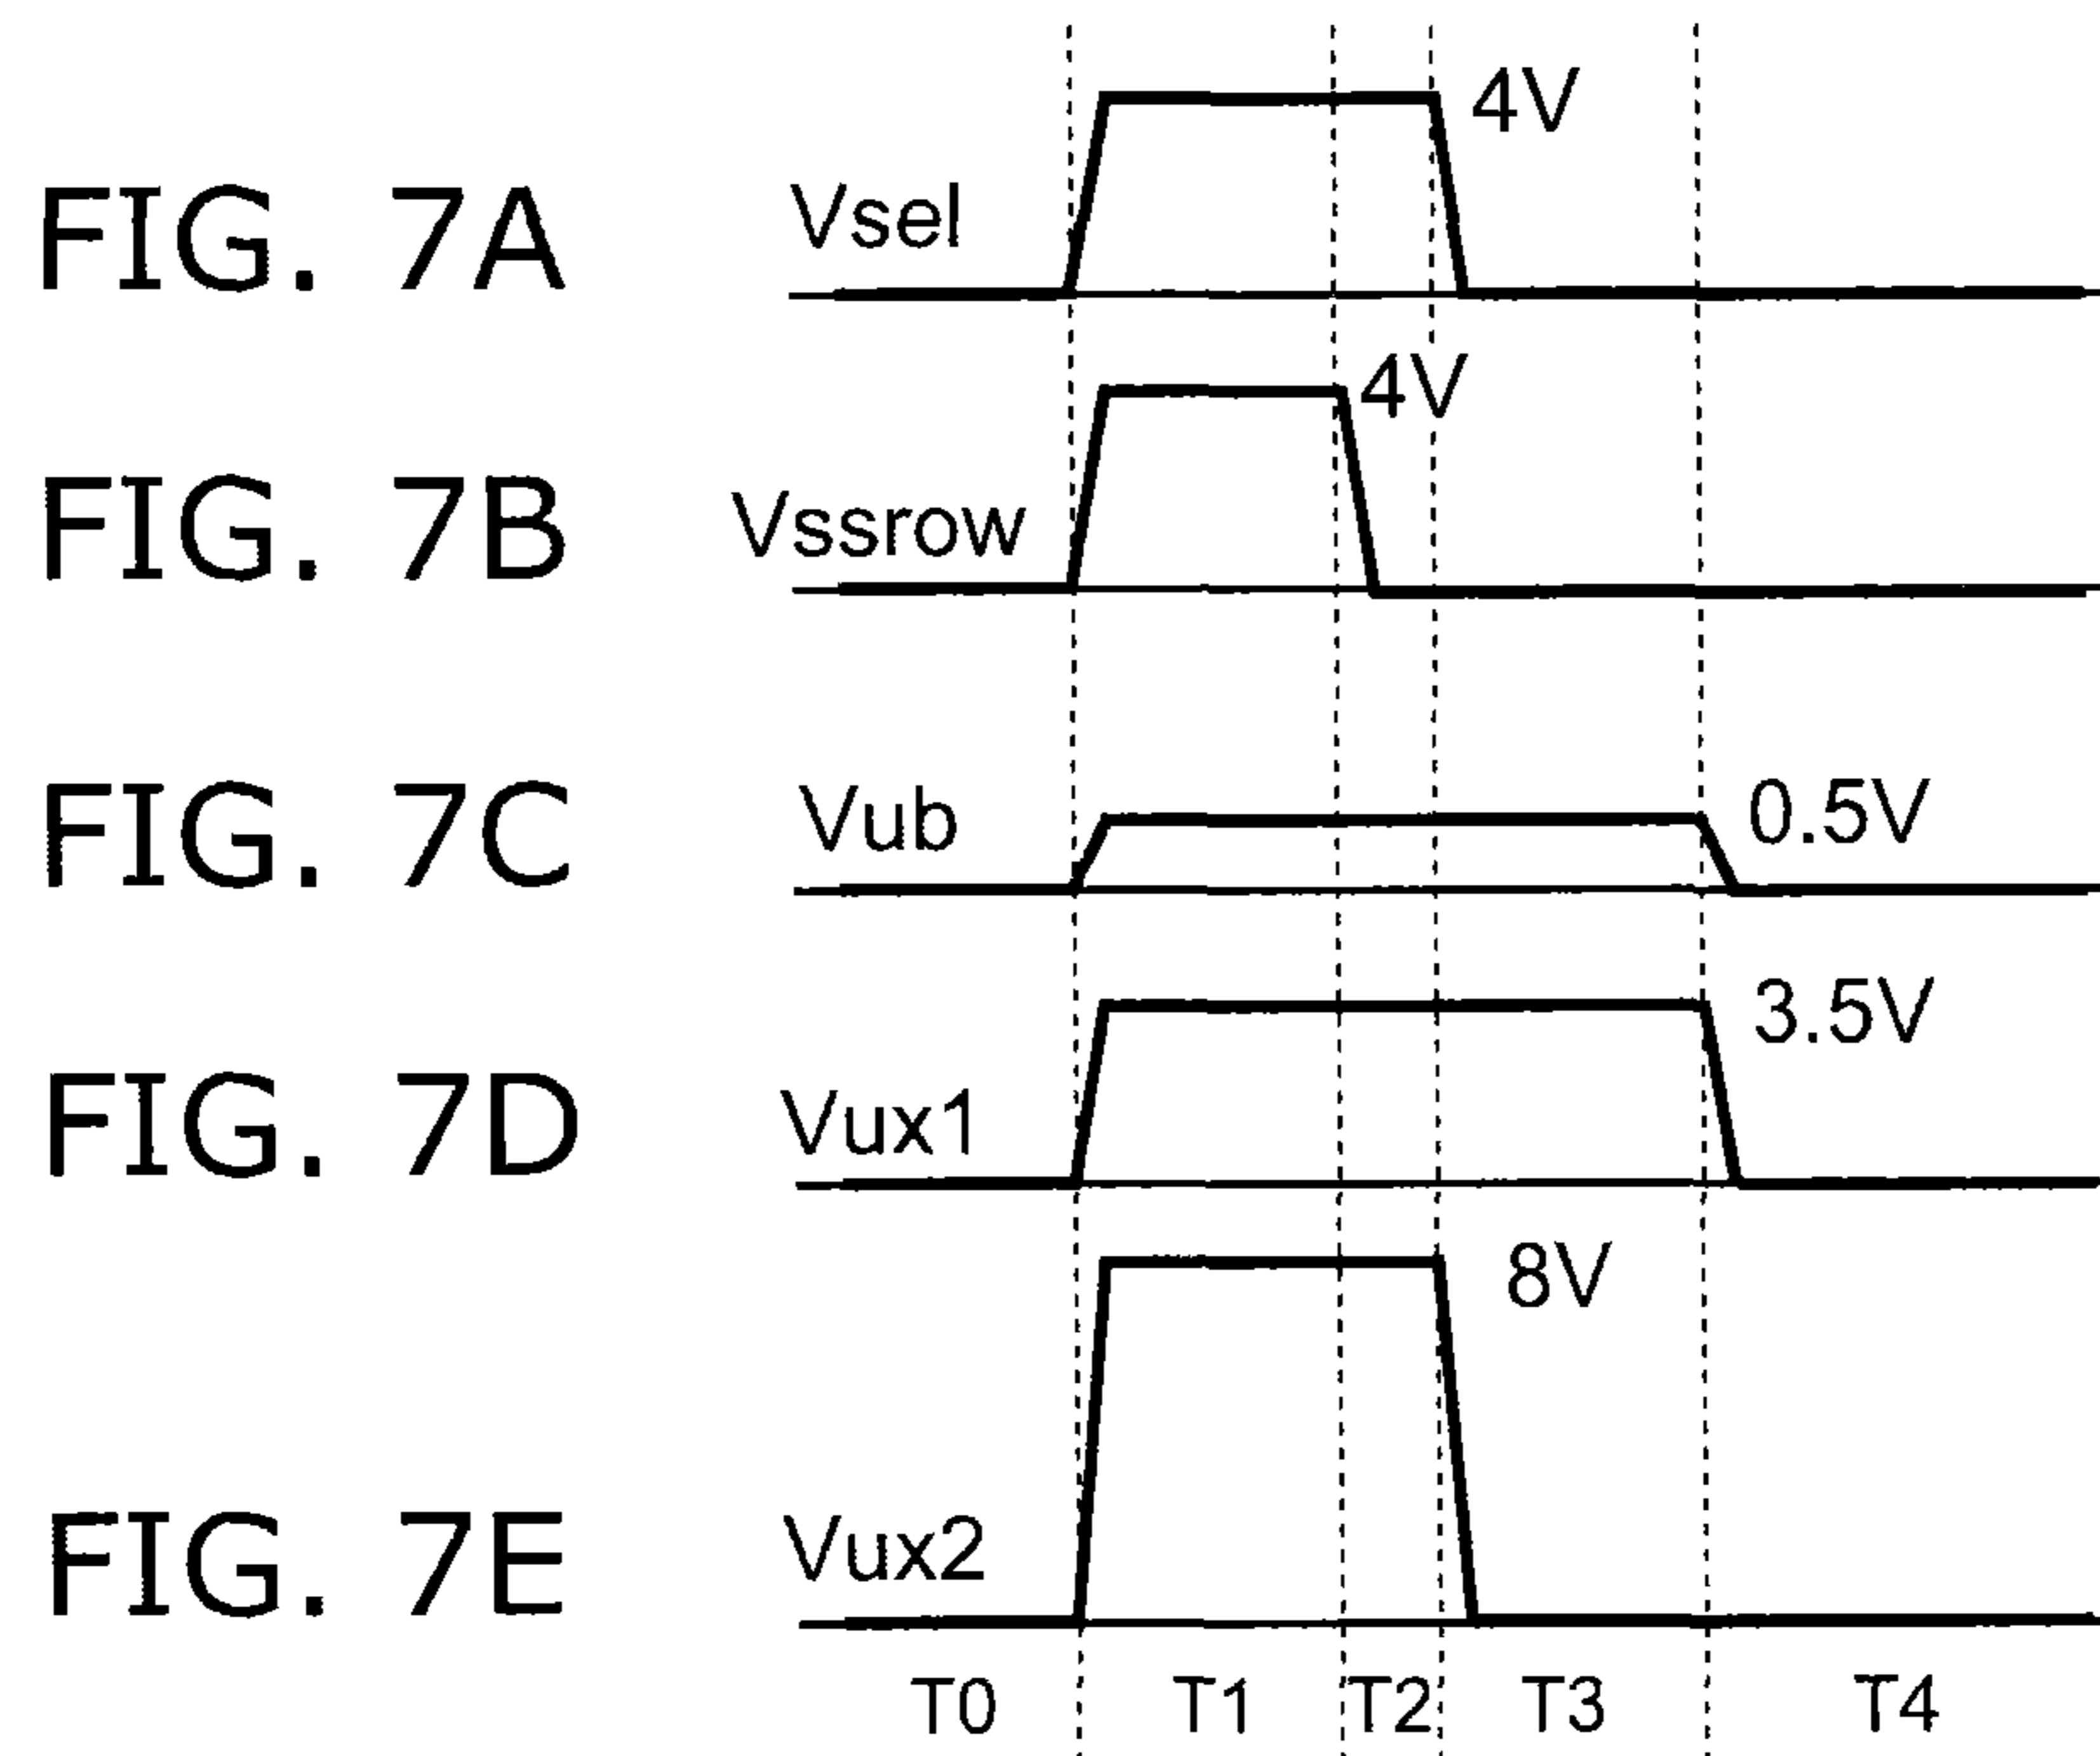 FIG. 7A Vsel 4V
FIG. 7B Vssrow 4V
FIG. 7C Vub 0.5V
FIG. 7D Vux1 3.5V
FIG. 7E Vux2 8V
T0 T1 T2 T3 T4